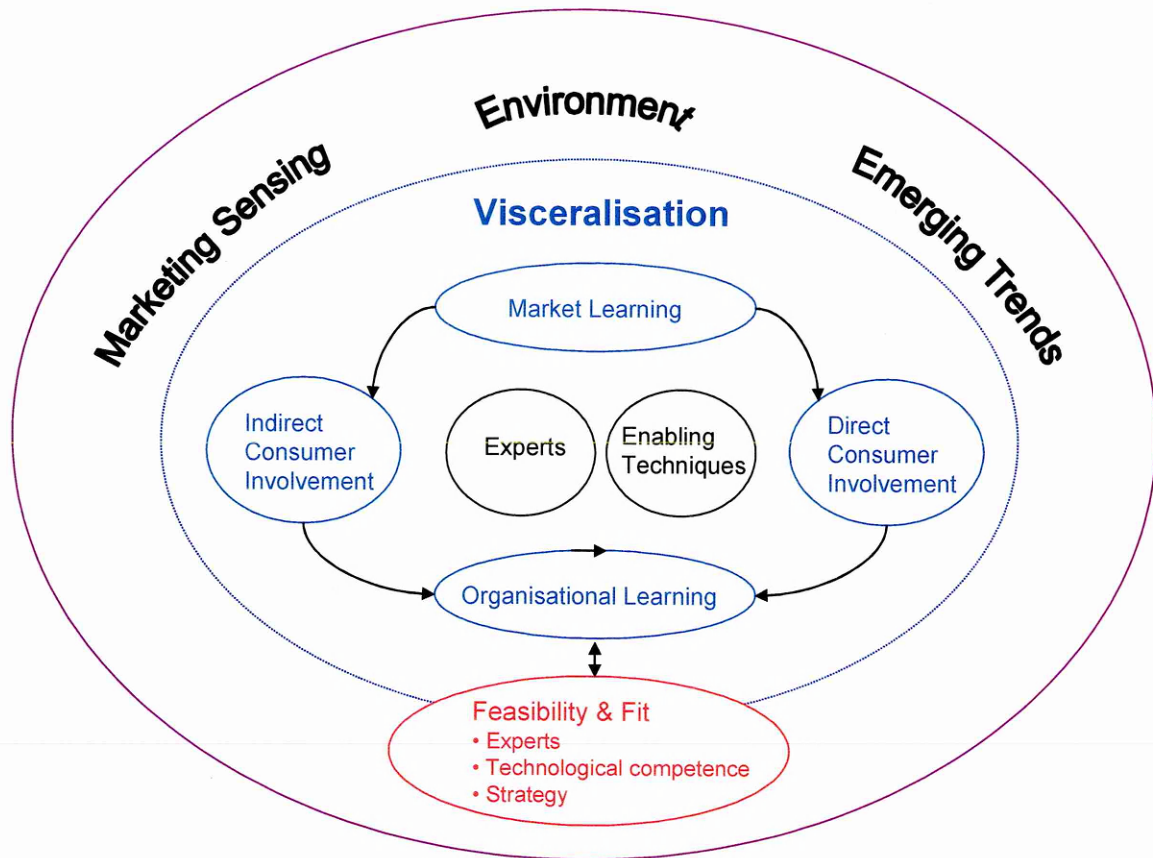 Environment
Marketing Sensing
Emerging Trends
Visceralisation
Market Learning
Indirect
Consumer
Involvement
Experts
Enabling
Techniques
Direct
Consumer
Involvement
Organisational Learning
Feasibility & Fit
• Experts
• Technological competence
• Strategy